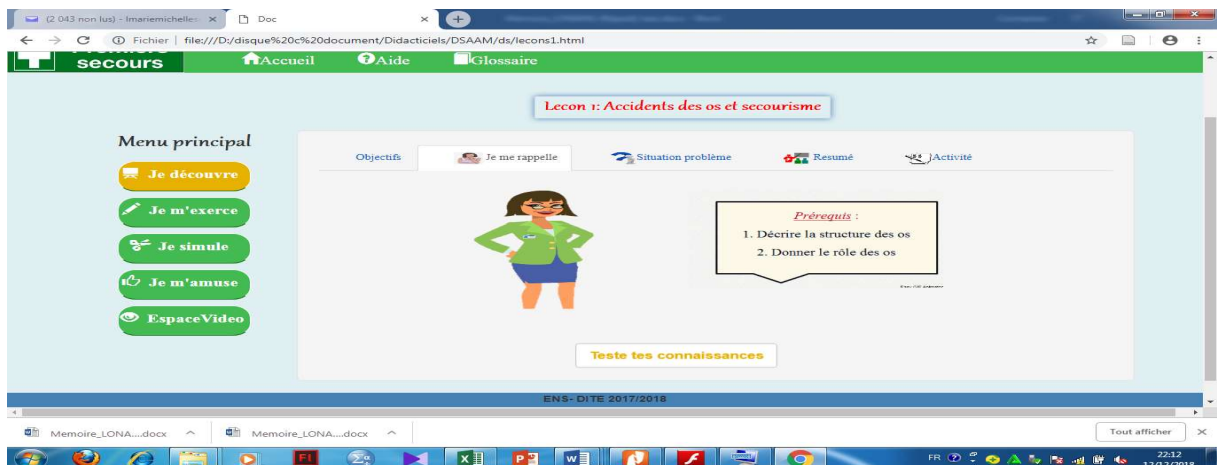 (2 043 non lus) - lmariemichelle
Doc
Fichier | file:///D:/disque%20c%20document/Didacticiels/DSAAM/ds/lecons1.html
secours
Accueil
Aide
Glossaire
Lecon 1: Accidents des os et secourisme
Menu principal
Je découvre
Je m'exerce
Je simule
Je m'amuse
EspaceVideo
Objectifs
Je me rappelle
Situation problème
Resumé
Activité
Prérequis :
1. Décrire la structure des os
2. Donner le rôle des os
Teste tes connaissances
ENS- DITE 2017/2018
Memoire_LONA....docx
Memoire_LONA....docx
Tout afficher
FR
22:12
12/12/2018